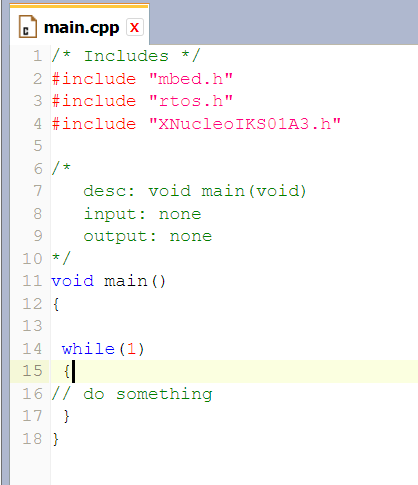 main.cpp x
1 /* Includes */
2 #include "mbed.h"
3 #include "rtos.h"
4 #include "XNucleoIKS01A3.h"
5
6 /*
7    desc: void main(void)
8    input: none
9    output: none
10 */
11 void main()
12 {
13
14  while(1)
15  {
16 // do something
17  }
18 }